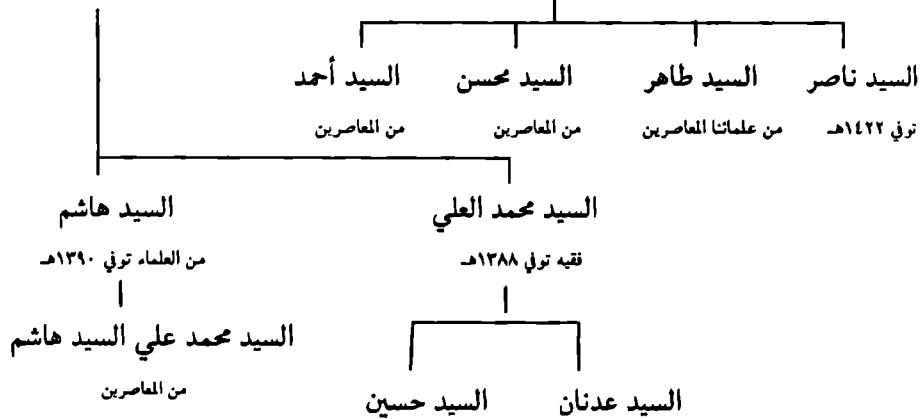 السيد ناصر السيد طاهر السيد محسن السيد أحمد
توفي ١٤٢٢هـ من علمائنا المعاصرين من المعاصرين من المعاصرين
السيد محمد العلي السيد هاشم
فقيه توفي ١٣٨٨هـ من العلماء توفي ١٣٩٠هـ
السيد محمد علي السيد هاشم
من المعاصرين
السيد عدنان السيد حسين